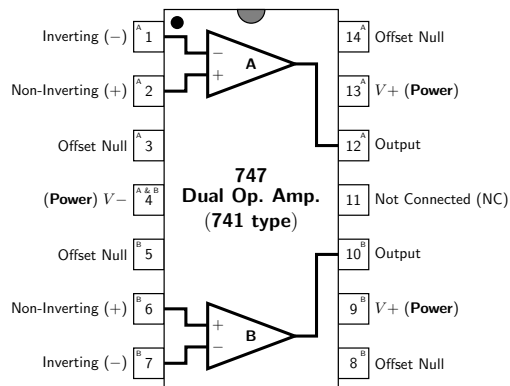 Inverting (−) A 1
Non-Inverting (+) A 2
Offset Null A 3
(Power) V− A & B 4
Offset Null B 5
Non-Inverting (+) B 6
Inverting (−) B 7
− + A
747
Dual Op. Amp.
(741 type)
+ − B
14 A Offset Null
13 A V+ (Power)
12 A Output
11 Not Connected (NC)
10 B Output
9 B V+ (Power)
8 B Offset Null